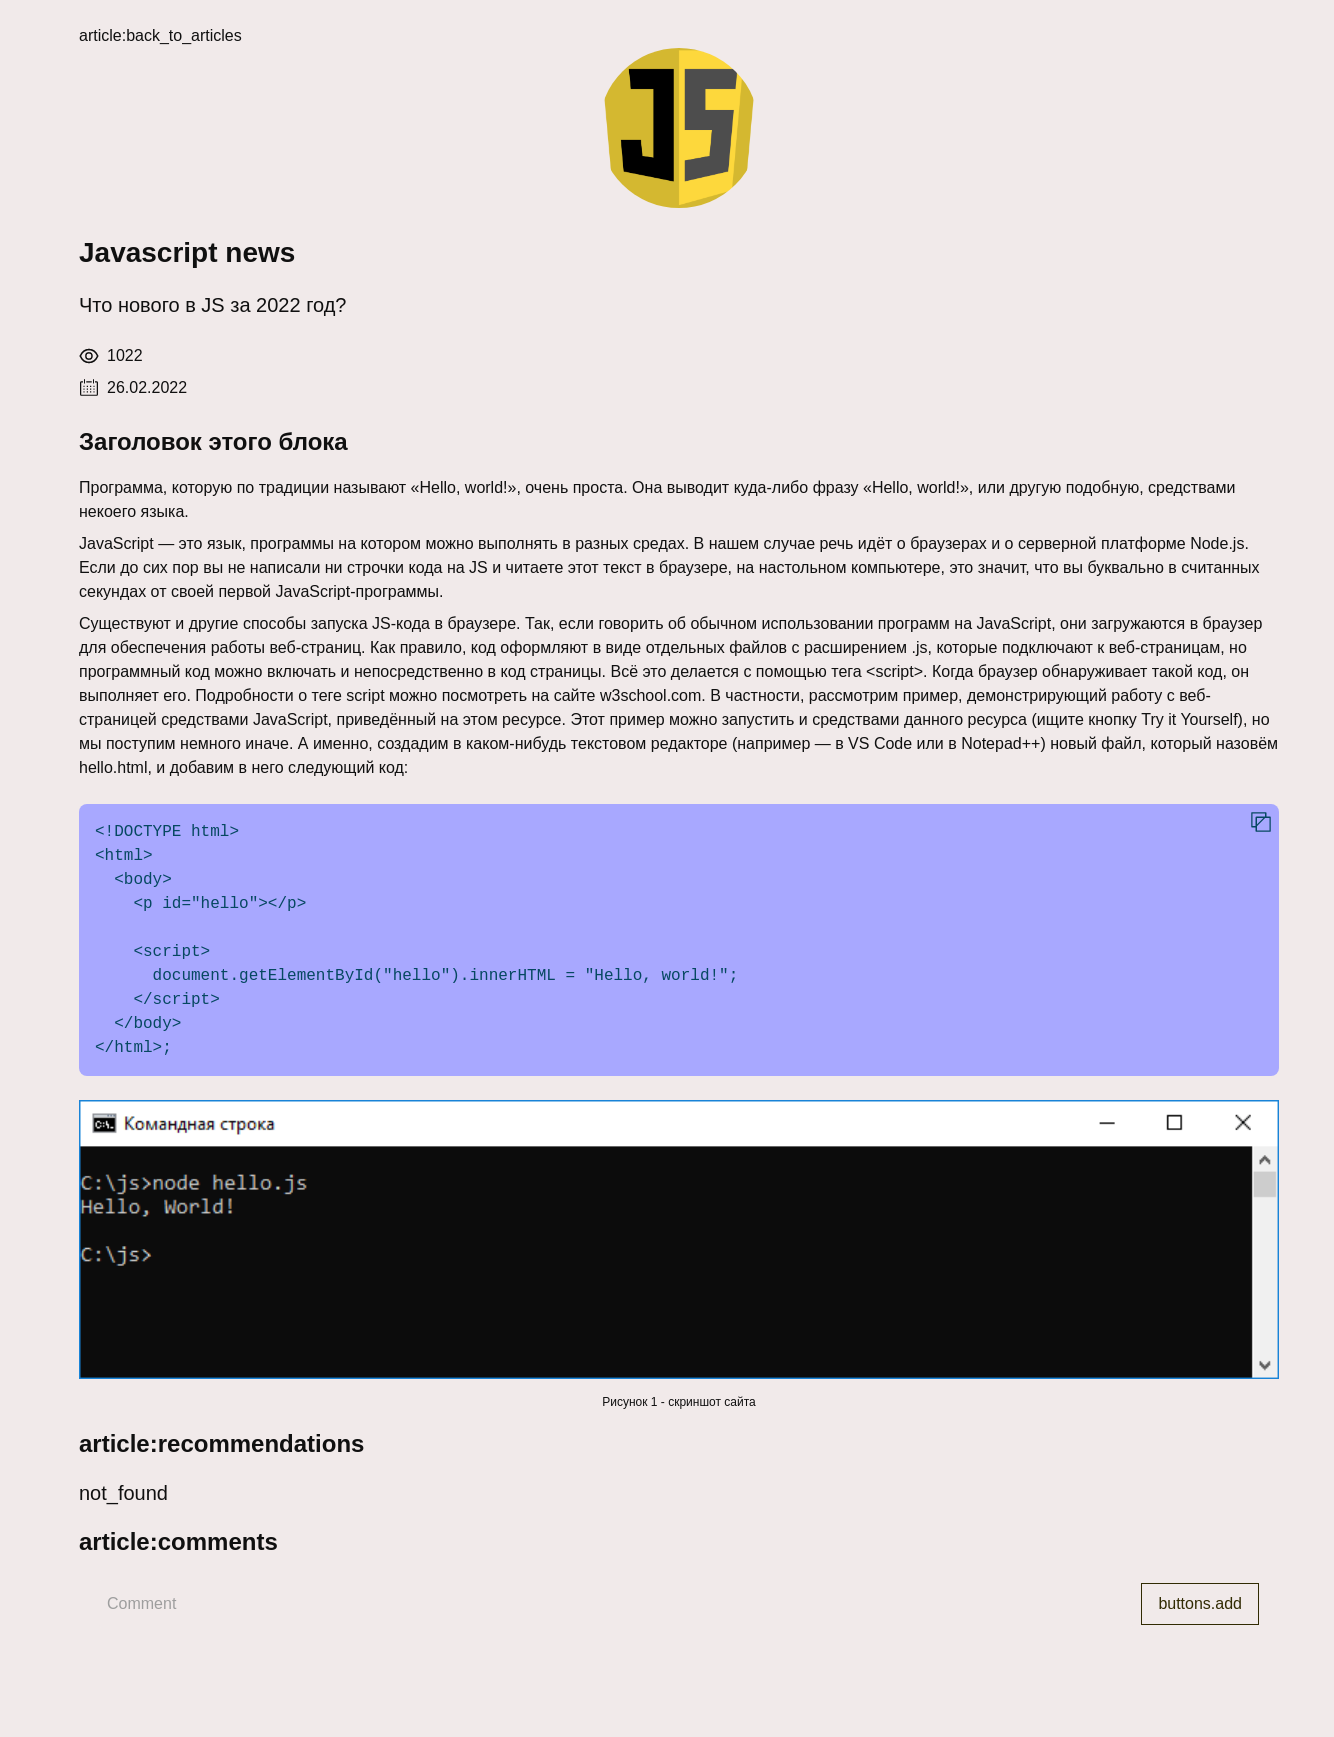 article:back_to_articles
JS
Javascript news
Что нового в JS за 2022 год?
1022
26.02.2022
Заголовок этого блока
Программа, которую по традиции называют «Hello, world!», очень проста. Она выводит куда-либо фразу «Hello, world!», или другую подобную, средствами
некоего языка.
JavaScript — это язык, программы на котором можно выполнять в разных средах. В нашем случае речь идёт о браузерах и о серверной платформе Node.js.
Если до сих пор вы не написали ни строчки кода на JS и читаете этот текст в браузере, на настольном компьютере, это значит, что вы буквально в считанных
секундах от своей первой JavaScript-программы.
Существуют и другие способы запуска JS-кода в браузере. Так, если говорить об обычном использовании программ на JavaScript, они загружаются в браузер
для обеспечения работы веб-страниц. Как правило, код оформляют в виде отдельных файлов с расширением .js, которые подключают к веб-страницам, но
программный код можно включать и непосредственно в код страницы. Всё это делается с помощью тега <script>. Когда браузер обнаруживает такой код, он
выполняет его. Подробности о теге script можно посмотреть на сайте w3school.com. В частности, рассмотрим пример, демонстрирующий работу с веб-
страницей средствами JavaScript, приведённый на этом ресурсе. Этот пример можно запустить и средствами данного ресурса (ищите кнопку Try it Yourself), но
мы поступим немного иначе. А именно, создадим в каком-нибудь текстовом редакторе (например — в VS Code или в Notepad++) новый файл, который назовём
hello.html, и добавим в него следующий код:
<!DOCTYPE html>
<html>
  <body>
    <p id="hello"></p>

    <script>
      document.getElementById("hello").innerHTML = "Hello, world!";
    </script>
  </body>
</html>;
C:\. Командная строка
C:\js>node hello.js
Hello, World!
C:\js>
Рисунок 1 - скриншот сайта
article:recommendations
not_found
article:comments
Comment
buttons.add